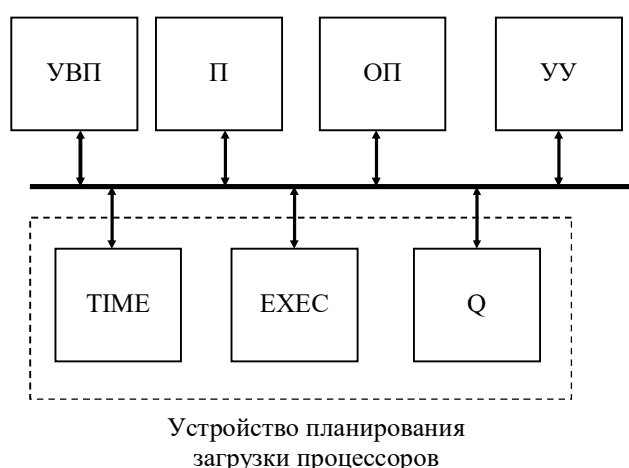 УВП
П
ОП
УУ
TIME
EXEC
Q
Устройство планирования
загрузки процессоров